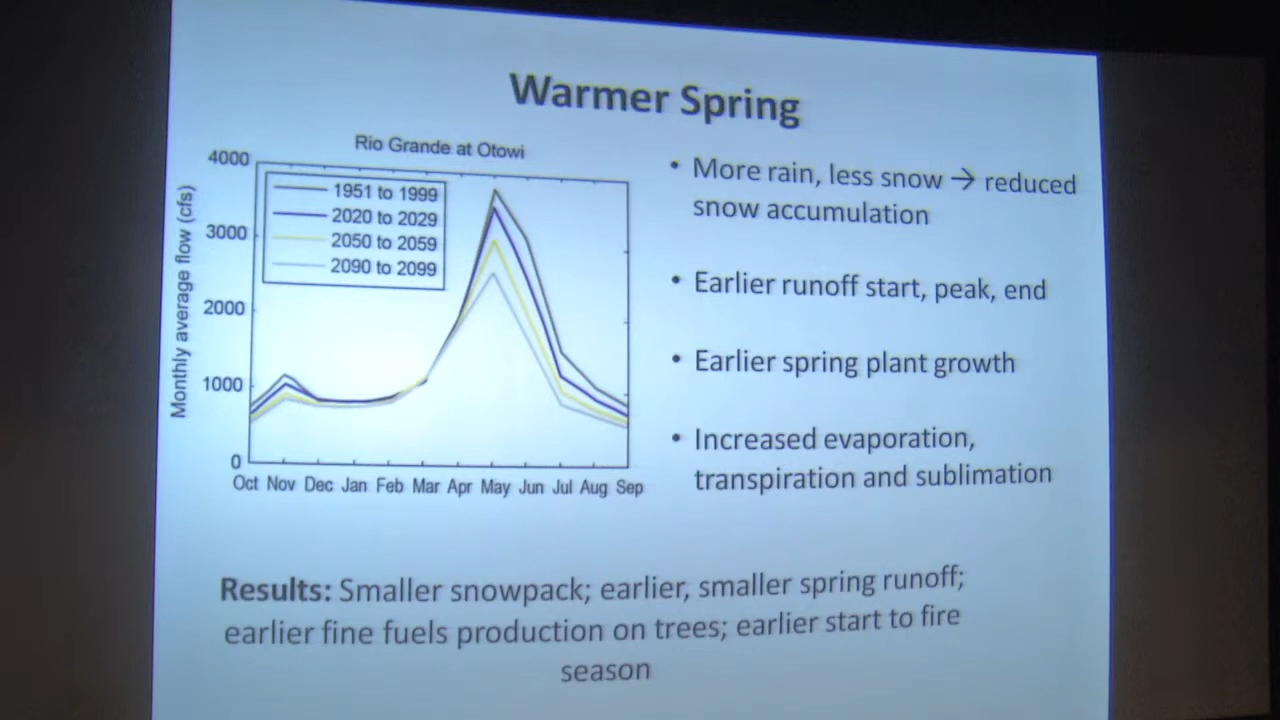 Warmer Spring
Rio Grande at Otowi
4000
3000
2000
1000
0
Monthly average flow (cfs)
1951 to 1999
2020 to 2029
2050 to 2059
2090 to 2099
Oct Nov Dec Jan Feb Mar Apr May Jun Jul Aug Sep
• More rain, less snow → reduced
snow accumulation
• Earlier runoff start, peak, end
• Earlier spring plant growth
• Increased evaporation,
transpiration and sublimation
Results: Smaller snowpack; earlier, smaller spring runoff;
earlier fine fuels production on trees; earlier start to fire
season